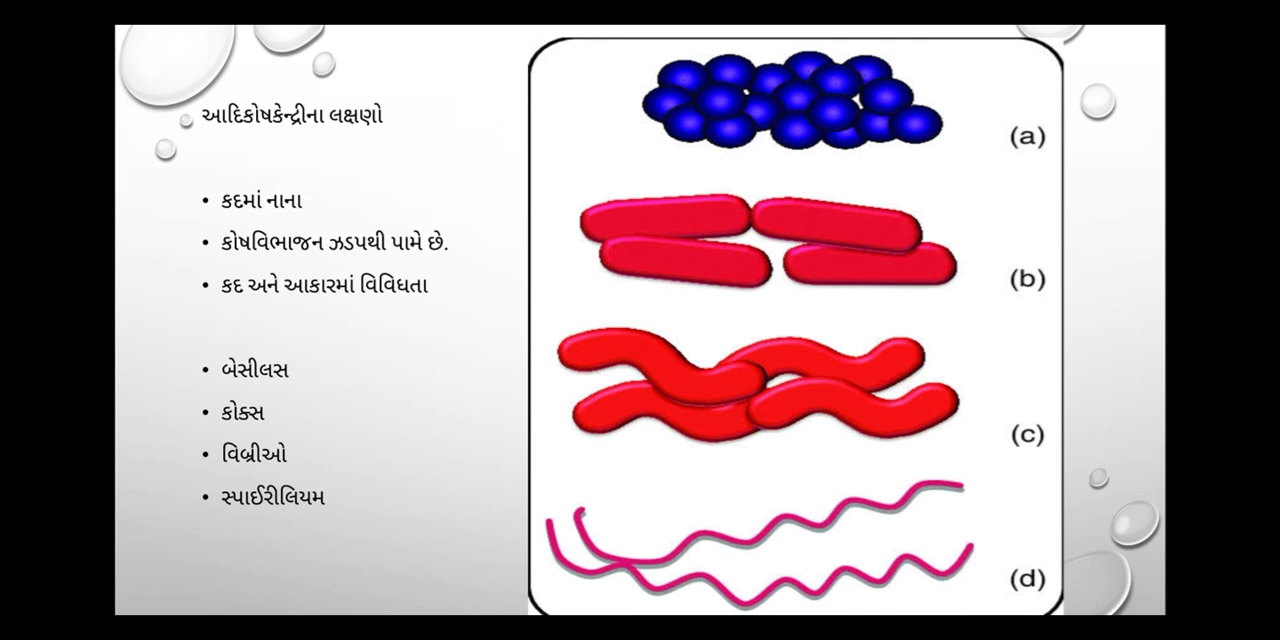 આદિકોષકેન્દ્રીના લક્ષણો
• કદમાં નાના
• કોષવિભાજન ઝડપથી પામે છે.
• કદ અને આકારમાં વિવિધતા
• બેસીલસ
• કોક્સ
• વિબ્રીઓ
• સ્પાઈરીલિયમ
(a)
(b)
(c)
(d)